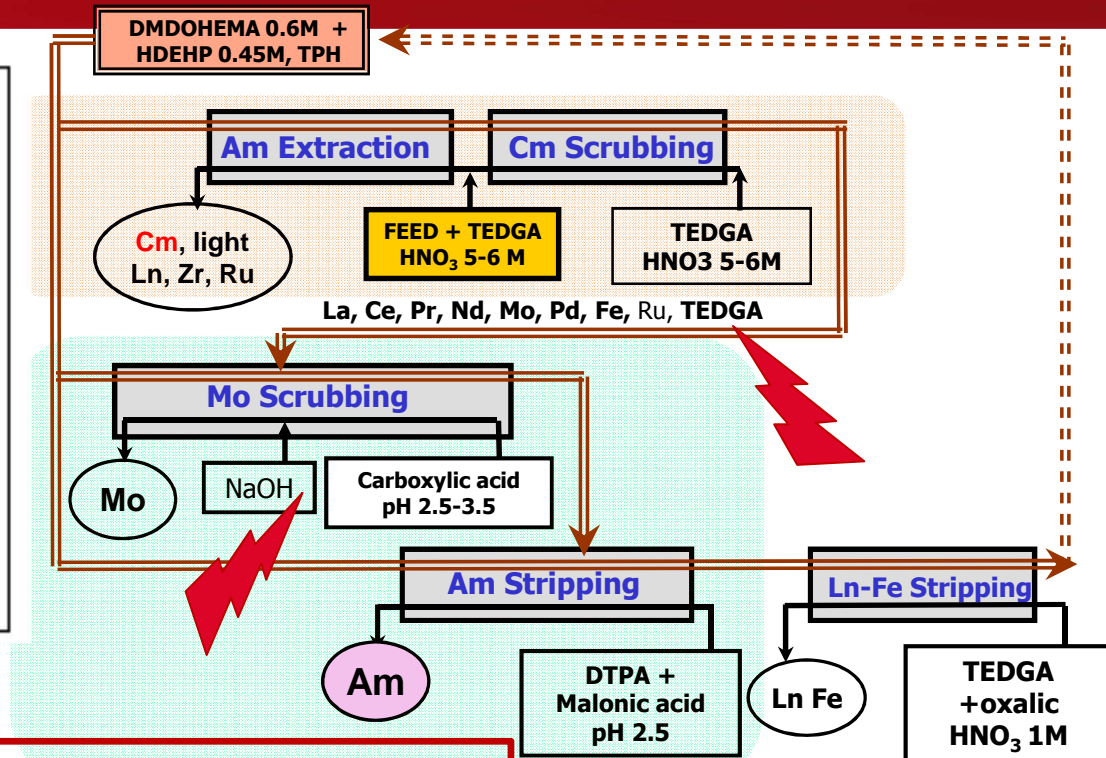 DMDOHEMA 0.6M +
HDEHP 0.45M, TPH
Am Extraction
Cm Scrubbing
Cm, light
Ln, Zr, Ru
FEED + TEDGA
HNO₃ 5-6 M
TEDGA
HNO3 5-6M
La, Ce, Pr, Nd, Mo, Pd, Fe, Ru, TEDGA
Mo Scrubbing
Mo
NaOH
Carboxylic acid
pH 2.5-3.5
Am Stripping
Ln-Fe Stripping
Am
DTPA +
Malonic acid
pH 2.5
Ln Fe
TEDGA
+oxalic
HNO₃ 1M